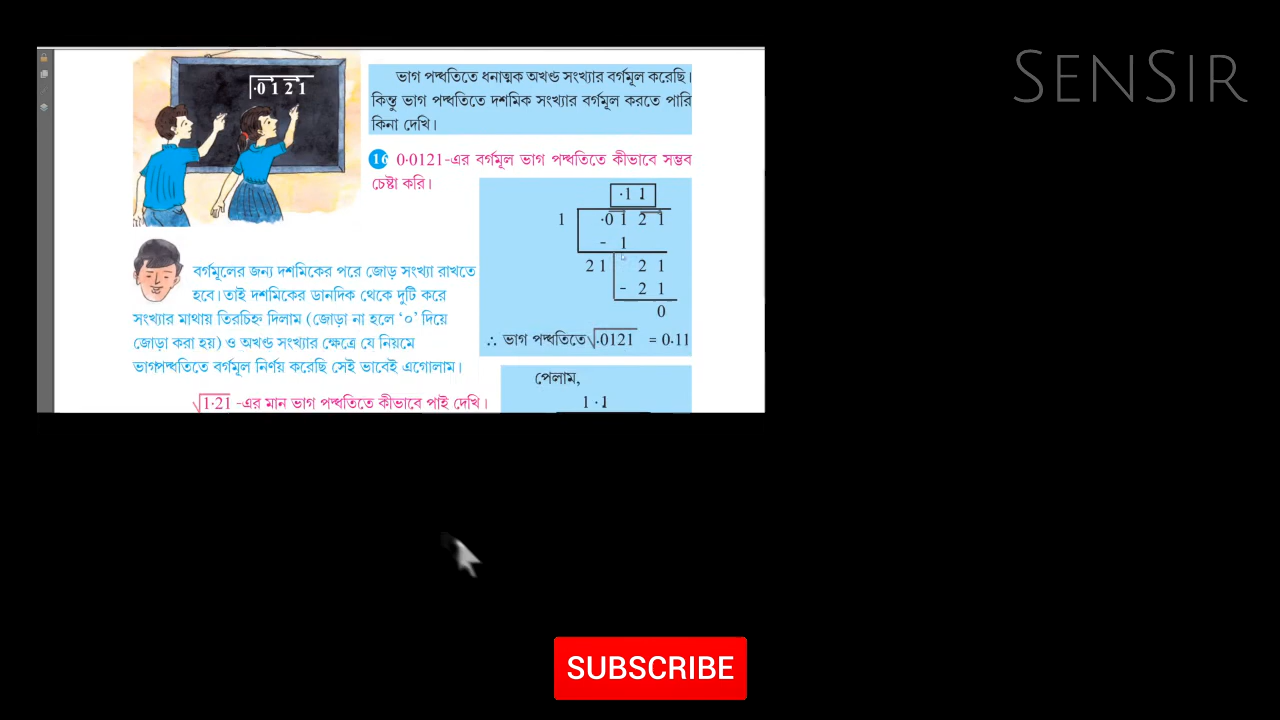 SENSIR
·0121
ভাগ পদ্ধতিতে ধনাত্মক অখন্ড সংখ্যার বর্গমূল করেছি।
কিন্তু ভাগ পদ্ধতিতে দশমিক সংখ্যার বর্গমূল করতে পারি
কিনা দেখি।
16 0·0121-এর বর্গমূল ভাগ পদ্ধতিতে কীভাবে সম্ভব
চেষ্টা করি।
·1 1
1 ·0 1 2 1
- 1
2 1 2 1
- 2 1
0
∴ ভাগ পদ্ধতিতে √·0121 = 0·11
বর্গমূলের জন্য দশমিকের পরে জোড় সংখ্যা রাখতে
হবে। তাই দশমিকের ডানদিক থেকে দুটি করে
সংখ্যার মাথায় তিরচিহ্ন দিলাম (জোড়া না হলে ‘০’ দিয়ে
জোড়া করা হয়) ও অখন্ড সংখ্যার ক্ষেত্রে যে নিয়মে
ভাগপদ্ধতিতে বর্গমূল নির্ণয় করেছি সেই ভাবেই এগোলাম।
√1·21 -এর মান ভাগ পদ্ধতিতে কীভাবে পাই দেখি।
পেলাম,
1 · 1
SUBSCRIBE